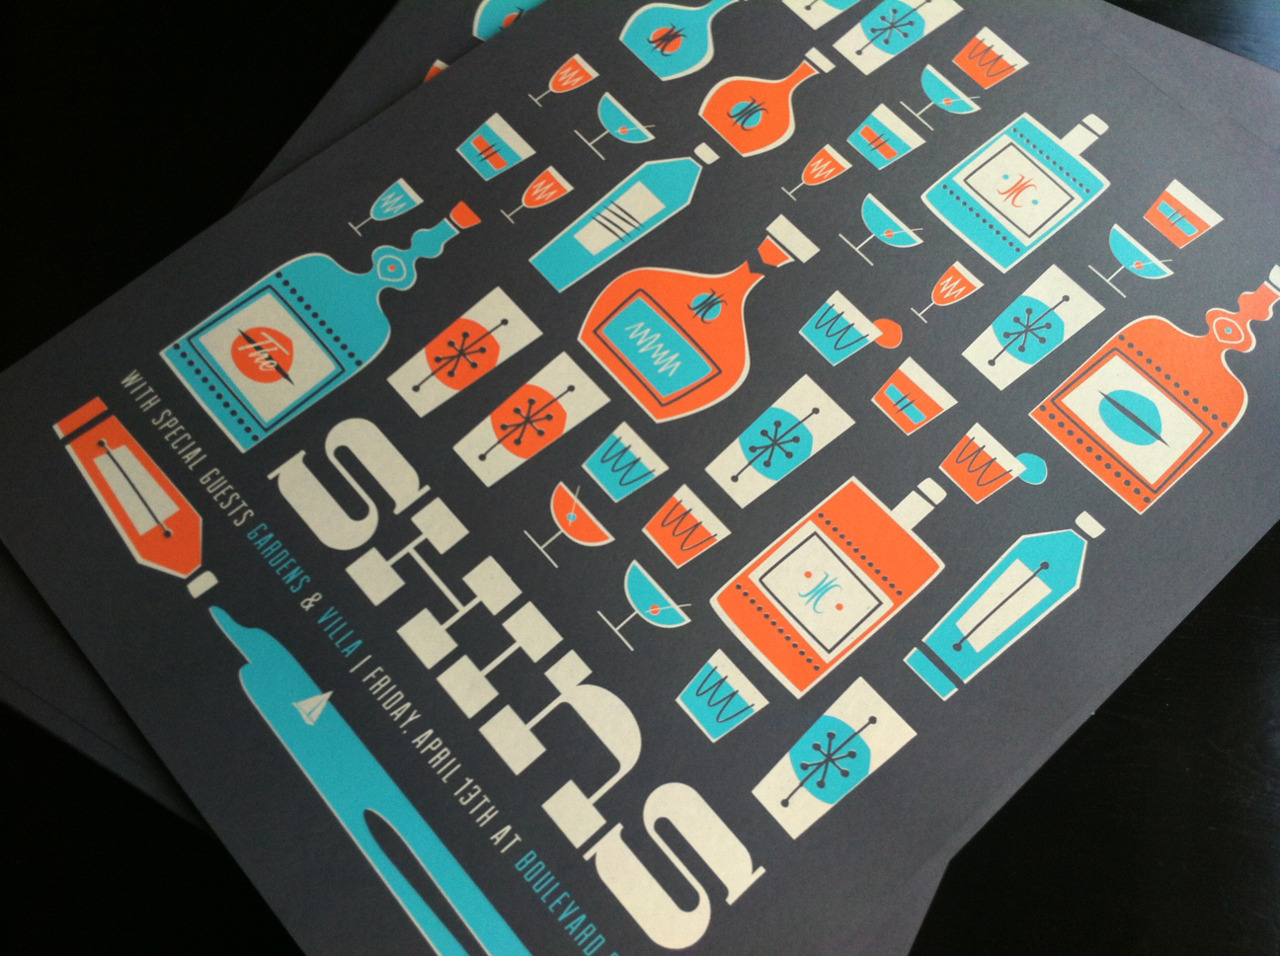 The
SHINS
WITH SPECIAL GUESTS GARDENS & VILLA | FRIDAY, APRIL 13TH AT BOULEVARD